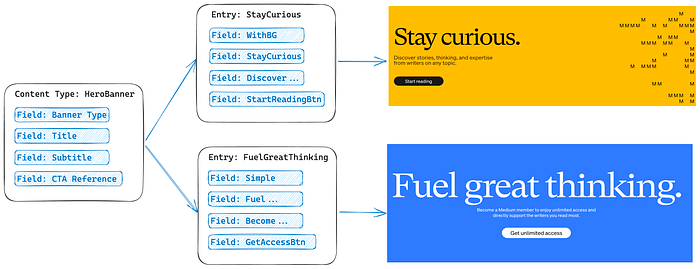 Content Type: HeroBanner
Field: Banner Type
Field: Title
Field: Subtitle
Field: CTA Reference
Entry: StayCurious
Field: WithBG
Field: StayCurious
Field: Discover...
Field: StartReadingBtn
Entry: FuelGreatThinking
Field: Simple
Field: Fuel...
Field: Become...
Field: GetAccessBtn
Stay curious.
Discover stories, thinking, and expertise
from writers on any topic.
Start reading
M
M M
M M M M M
M M
M M M
M
M M M M
M
M M
M
M M M M
M
Fuel great thinking.
Become a Medium member to enjoy unlimited access and
directly support the writers you read most.
Get unlimited access